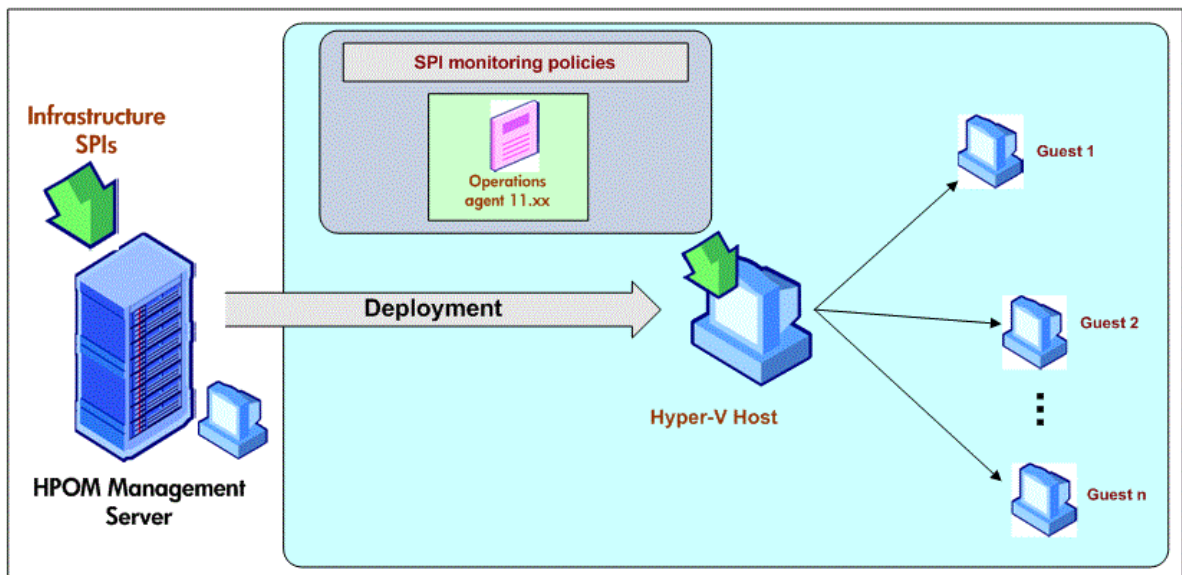 SPI monitoring policies
Infrastructure
SPIs
Operations
agent 11.xx
Guest 1
Deployment
Guest 2
Hyper-V Host
HPOM Management
Server
Guest n